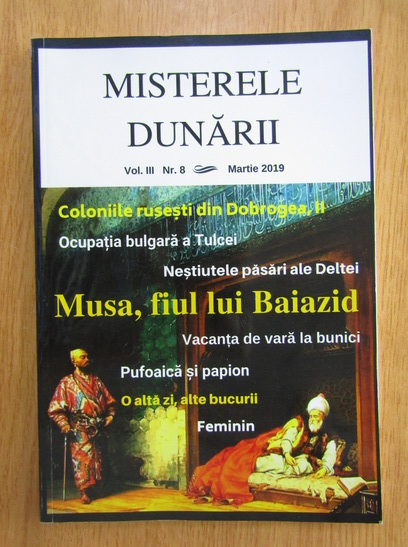 MISTERELE
DUNĂRII
Vol. III Nr. 8 Martie 2019
Coloniile rusești din Dobrogea, II
Ocupația bulgară a Tulcei
Neștiutele păsări ale Deltei
Musa, fiul lui Baiazid
Vacanța de vară la bunici
Pufoaică și papion
O altă zi, alte bucurii
Feminin